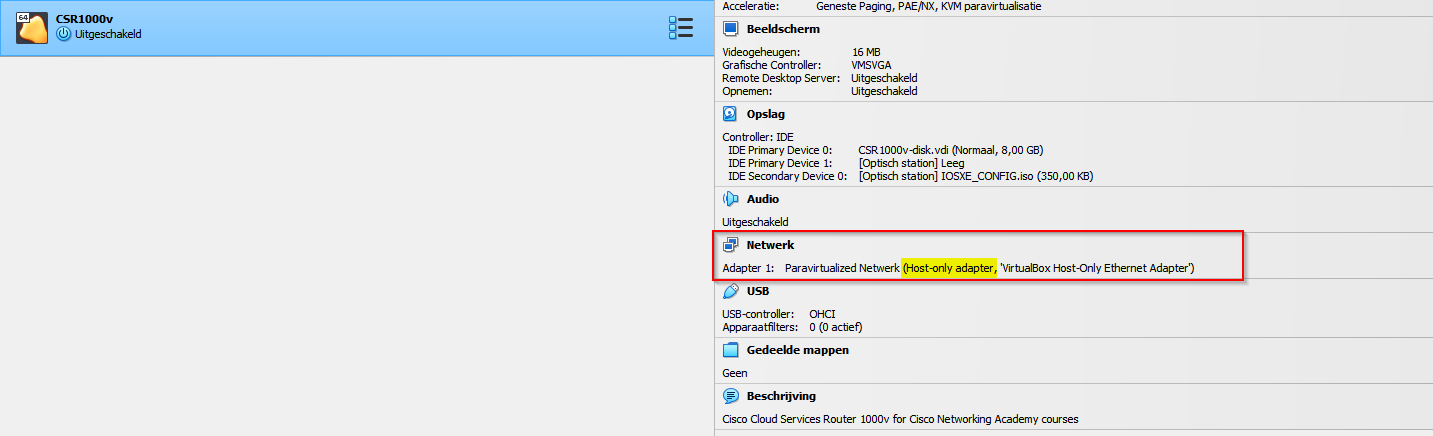 64
CSR1000v
Uitgeschakeld
Acceleratie: Geneste Paging, PAE/NX, KVM paravirtualisatie
Beeldscherm
Videogeheugen: 16 MB
Grafische Controller: VMSVGA
Remote Desktop Server: Uitgeschakeld
Opnemen: Uitgeschakeld
Opslag
Controller: IDE
IDE Primary Device 0: CSR1000v-disk.vdi (Normaal, 8,00 GB)
IDE Primary Device 1: [Optisch station] Leeg
IDE Secondary Device 0: [Optisch station] IOSXE_CONFIG.iso (350,00 KB)
Audio
Uitgeschakeld
Netwerk
Adapter 1: Paravirtualized Netwerk (Host-only adapter, 'VirtualBox Host-Only Ethernet Adapter')
USB
USB-controller: OHCI
Apparaatfilters: 0 (0 actief)
Gedeelde mappen
Geen
Beschrijving
Cisco Cloud Services Router 1000v for Cisco Networking Academy courses